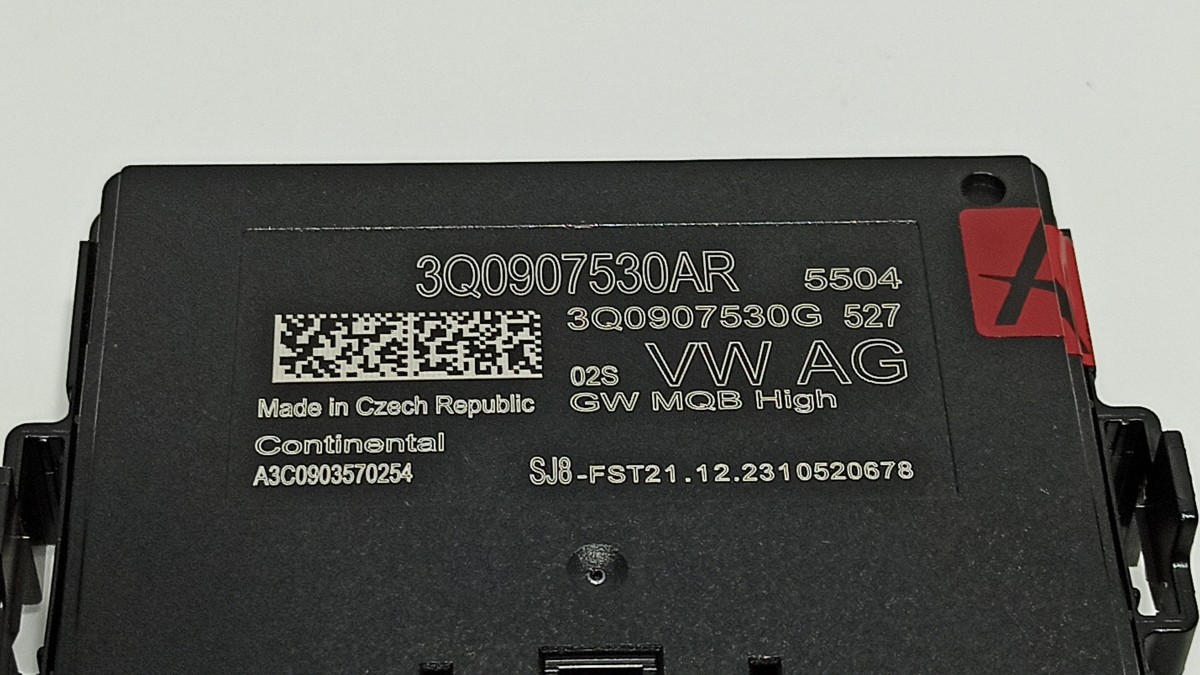 3Q0907530AR 5504
3Q0907530G 527
02S VW AG
GW MQB High
Made in Czech Republic
Continental
A3C0903570254
SJ8-FST21.12.2310520678
A